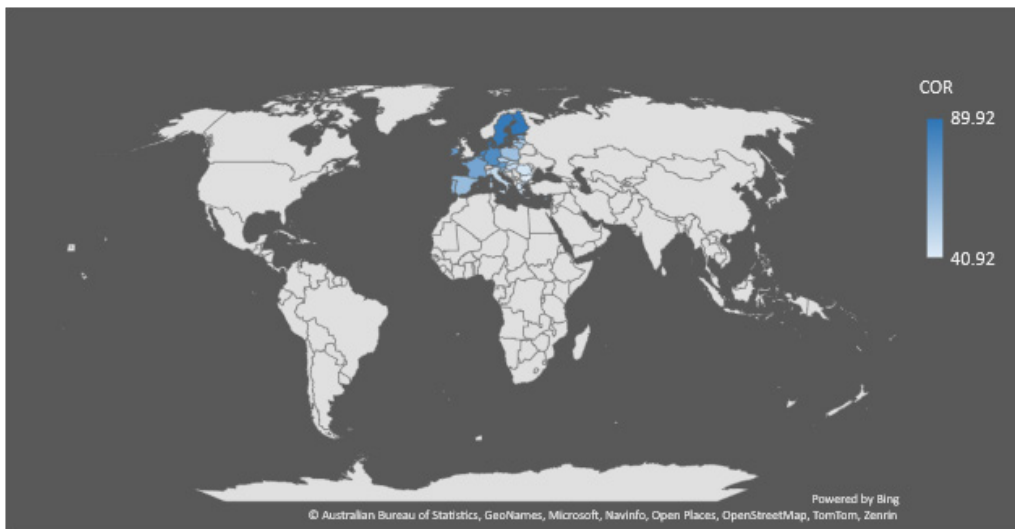 COR
89.92
40.92
Powered by Bing
© Australian Bureau of Statistics, GeoNames, Microsoft, Navinfo, Open Places, OpenStreetMap, TomTom, Zenrin